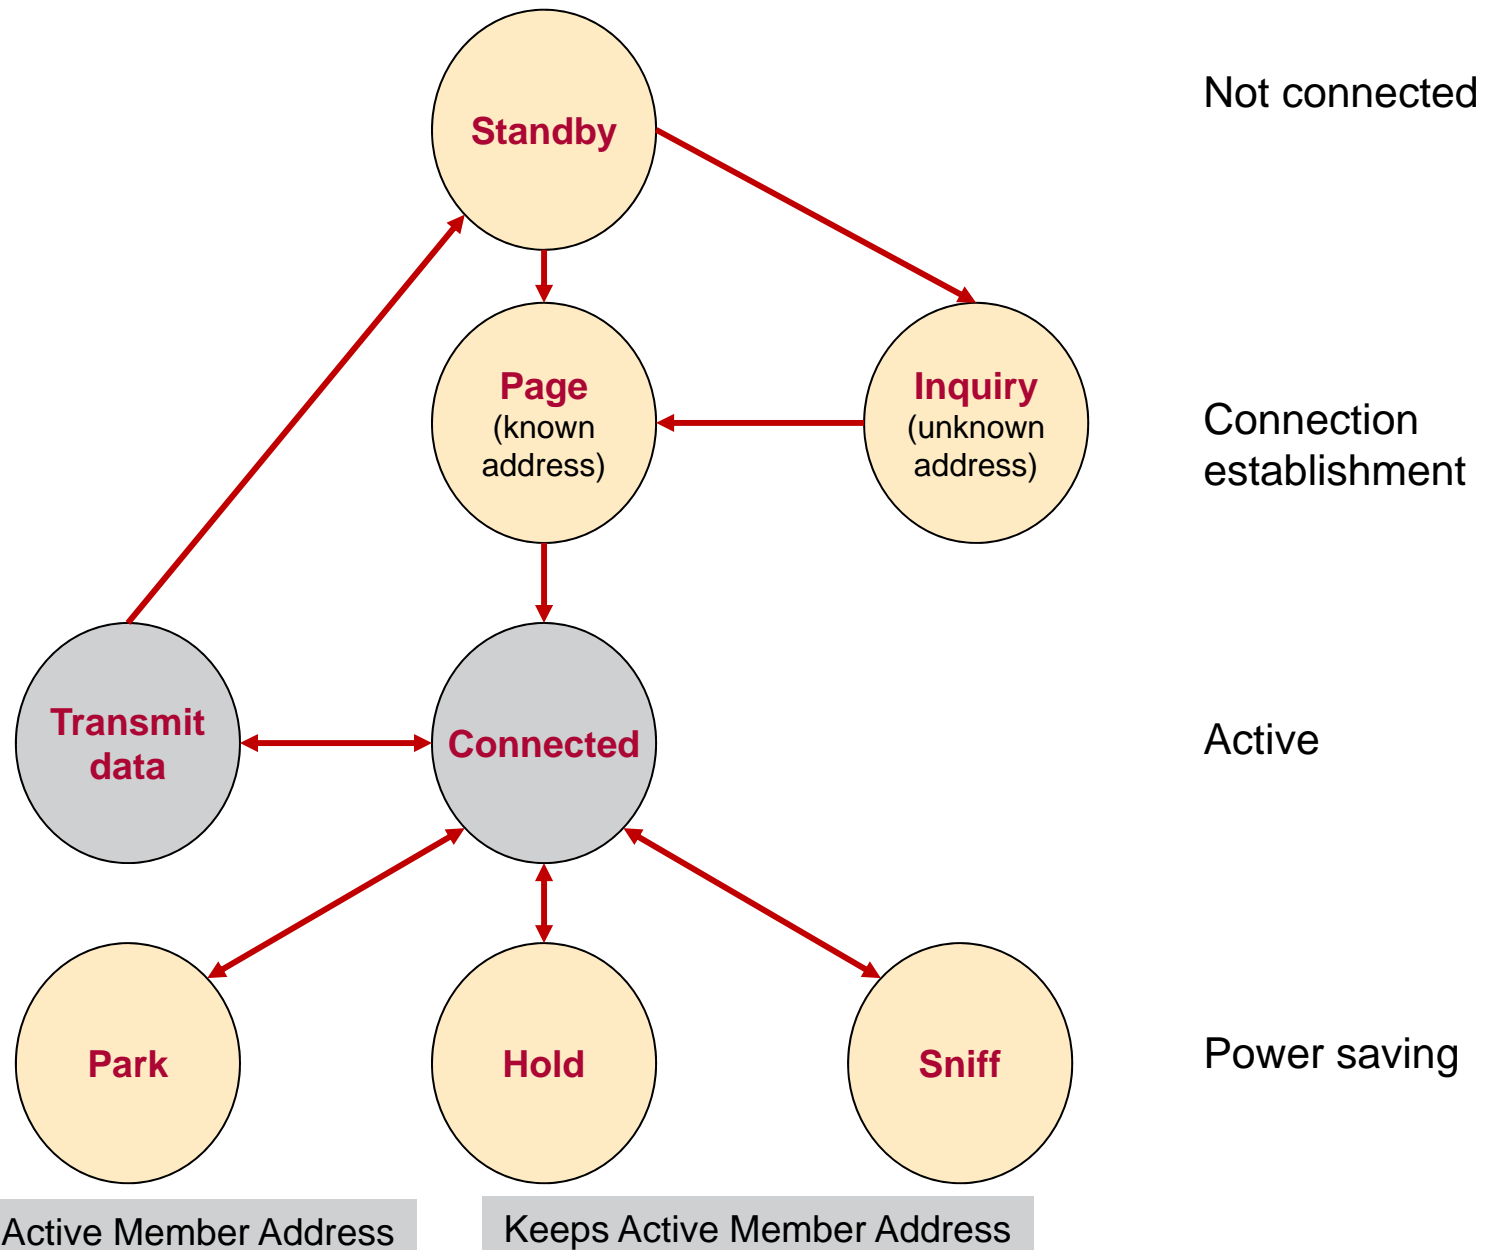 Not connected
Standby
Page
(known
address)
Inquiry
(unknown
address)
Connection
establishment
Transmit
data
Connected
Active
Park
Hold
Sniff
Power saving
Active Member Address
Keeps Active Member Address